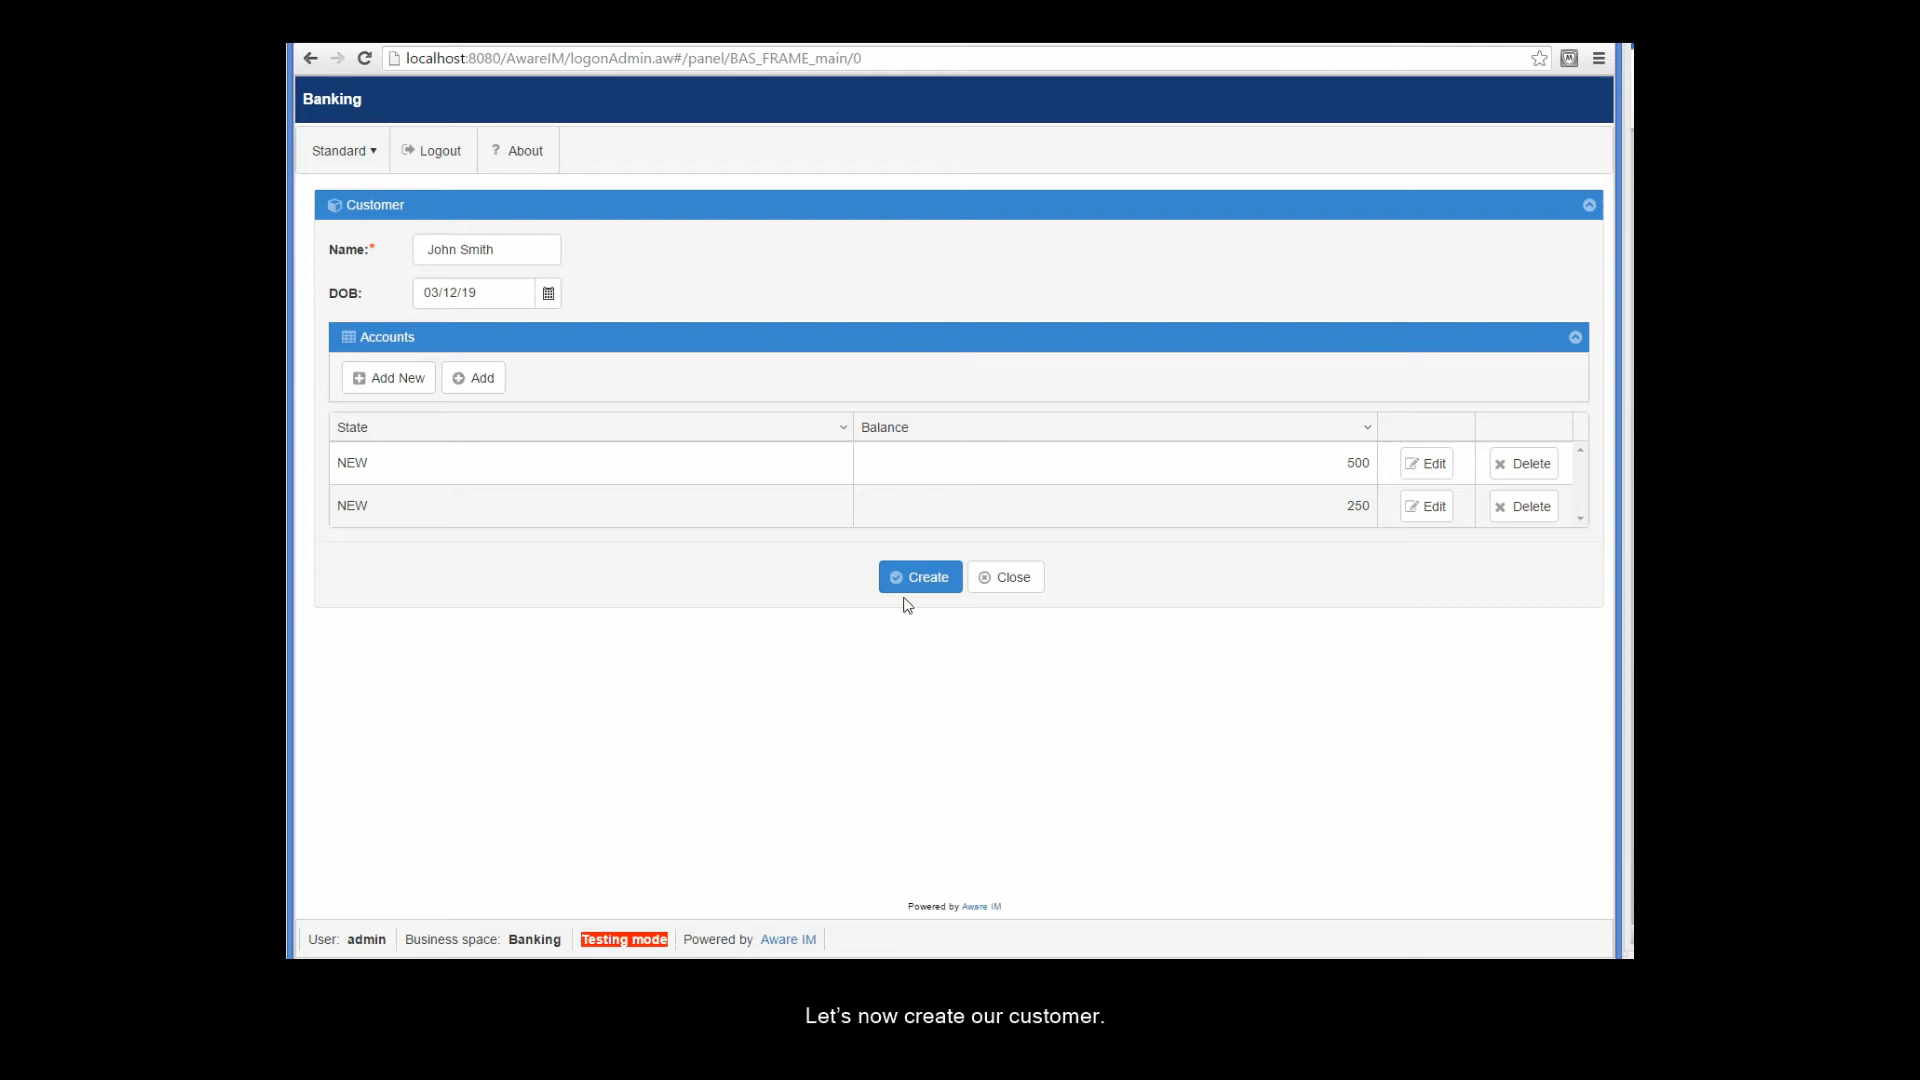 localhost:8080/AwareIM/logonAdmin.aw#/panel/BAS_FRAME_main/0
Banking
Standard Logout ? About
Customer
Name:* John Smith
DOB: 03/12/19
Accounts
Add New Add
State Balance
NEW 500 Edit Delete
NEW 250 Edit Delete
Create Close
Powered by Aware IM
User: admin Business space: Banking Testing mode Powered by Aware IM
Let's now create our customer.